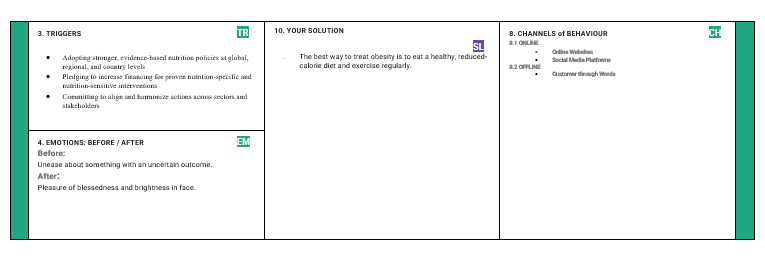 3. TRIGGERS
TR
● Adopting stronger, evidence-based nutrition policies at global,
regional, and country levels
● Pledging to increase financing for proven nutrition-specific and
nutrition-sensitive interventions
● Committing to align and harmonize actions across sectors and
stakeholders
4. EMOTIONS: BEFORE / AFTER
EM
Before:
Unease about something with an uncertain outcome.
After:
Pleasure of blessedness and brightness in face.
10. YOUR SOLUTION
SL
The best way to treat obesity is to eat a healthy, reduced-
calorie diet and exercise regularly.
8. CHANNELS of BEHAVIOUR
CH
8.1 ONLINE
● Online Websites
● Social Media Platforms
8.2 OFFLINE
● Customer through Words